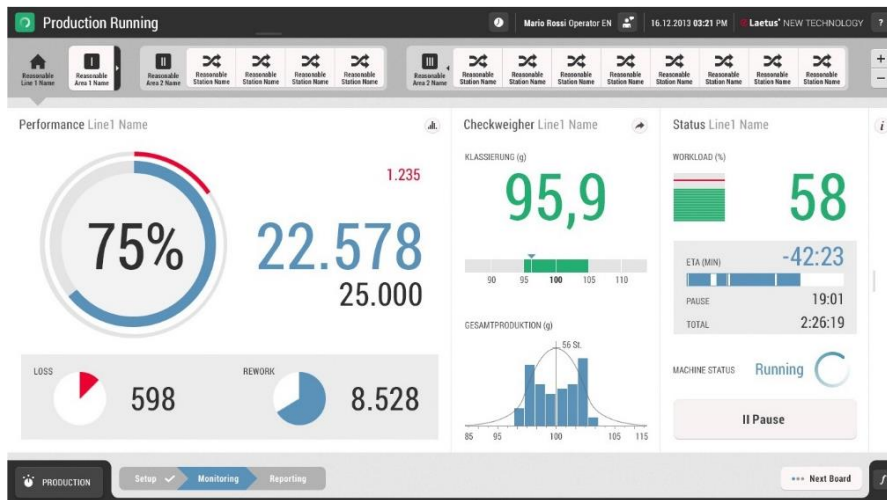 Production Running
Mario Rossi Operator EN
16.12.2013 03:21 PM
Laetus® NEW TECHNOLOGY
?
Reasonable
Line 1 Name
I
Reasonable
Area 1 Name
II
Reasonable
Area 2 Name
Reasonable
Station Name
Reasonable
Station Name
Reasonable
Station Name
Reasonable
Station Name
III
Reasonable
Area 2 Name
Reasonable
Station Name
Reasonable
Station Name
Reasonable
Station Name
Reasonable
Station Name
Reasonable
Station Name
Reasonable
Station Name
Reasonable
Station Name
Reasonable
Station Name
+
−
Performance Line1 Name
1.235
75%
22.578
25.000
LOSS
598
REWORK
8.528
Checkweigher Line1 Name
KLASSIERUNG (g)
95,9
90 95 100 105 110
GESAMTPRODUKTION (g)
56 St.
85 95 100 105 115
Status Line1 Name
i
WORKLOAD (%)
58
ETA (MIN) -42:23
PAUSE 19:01
TOTAL 2:26:19
MACHINE STATUS Running
II Pause
PRODUCTION
Setup Monitoring Reporting
Next Board